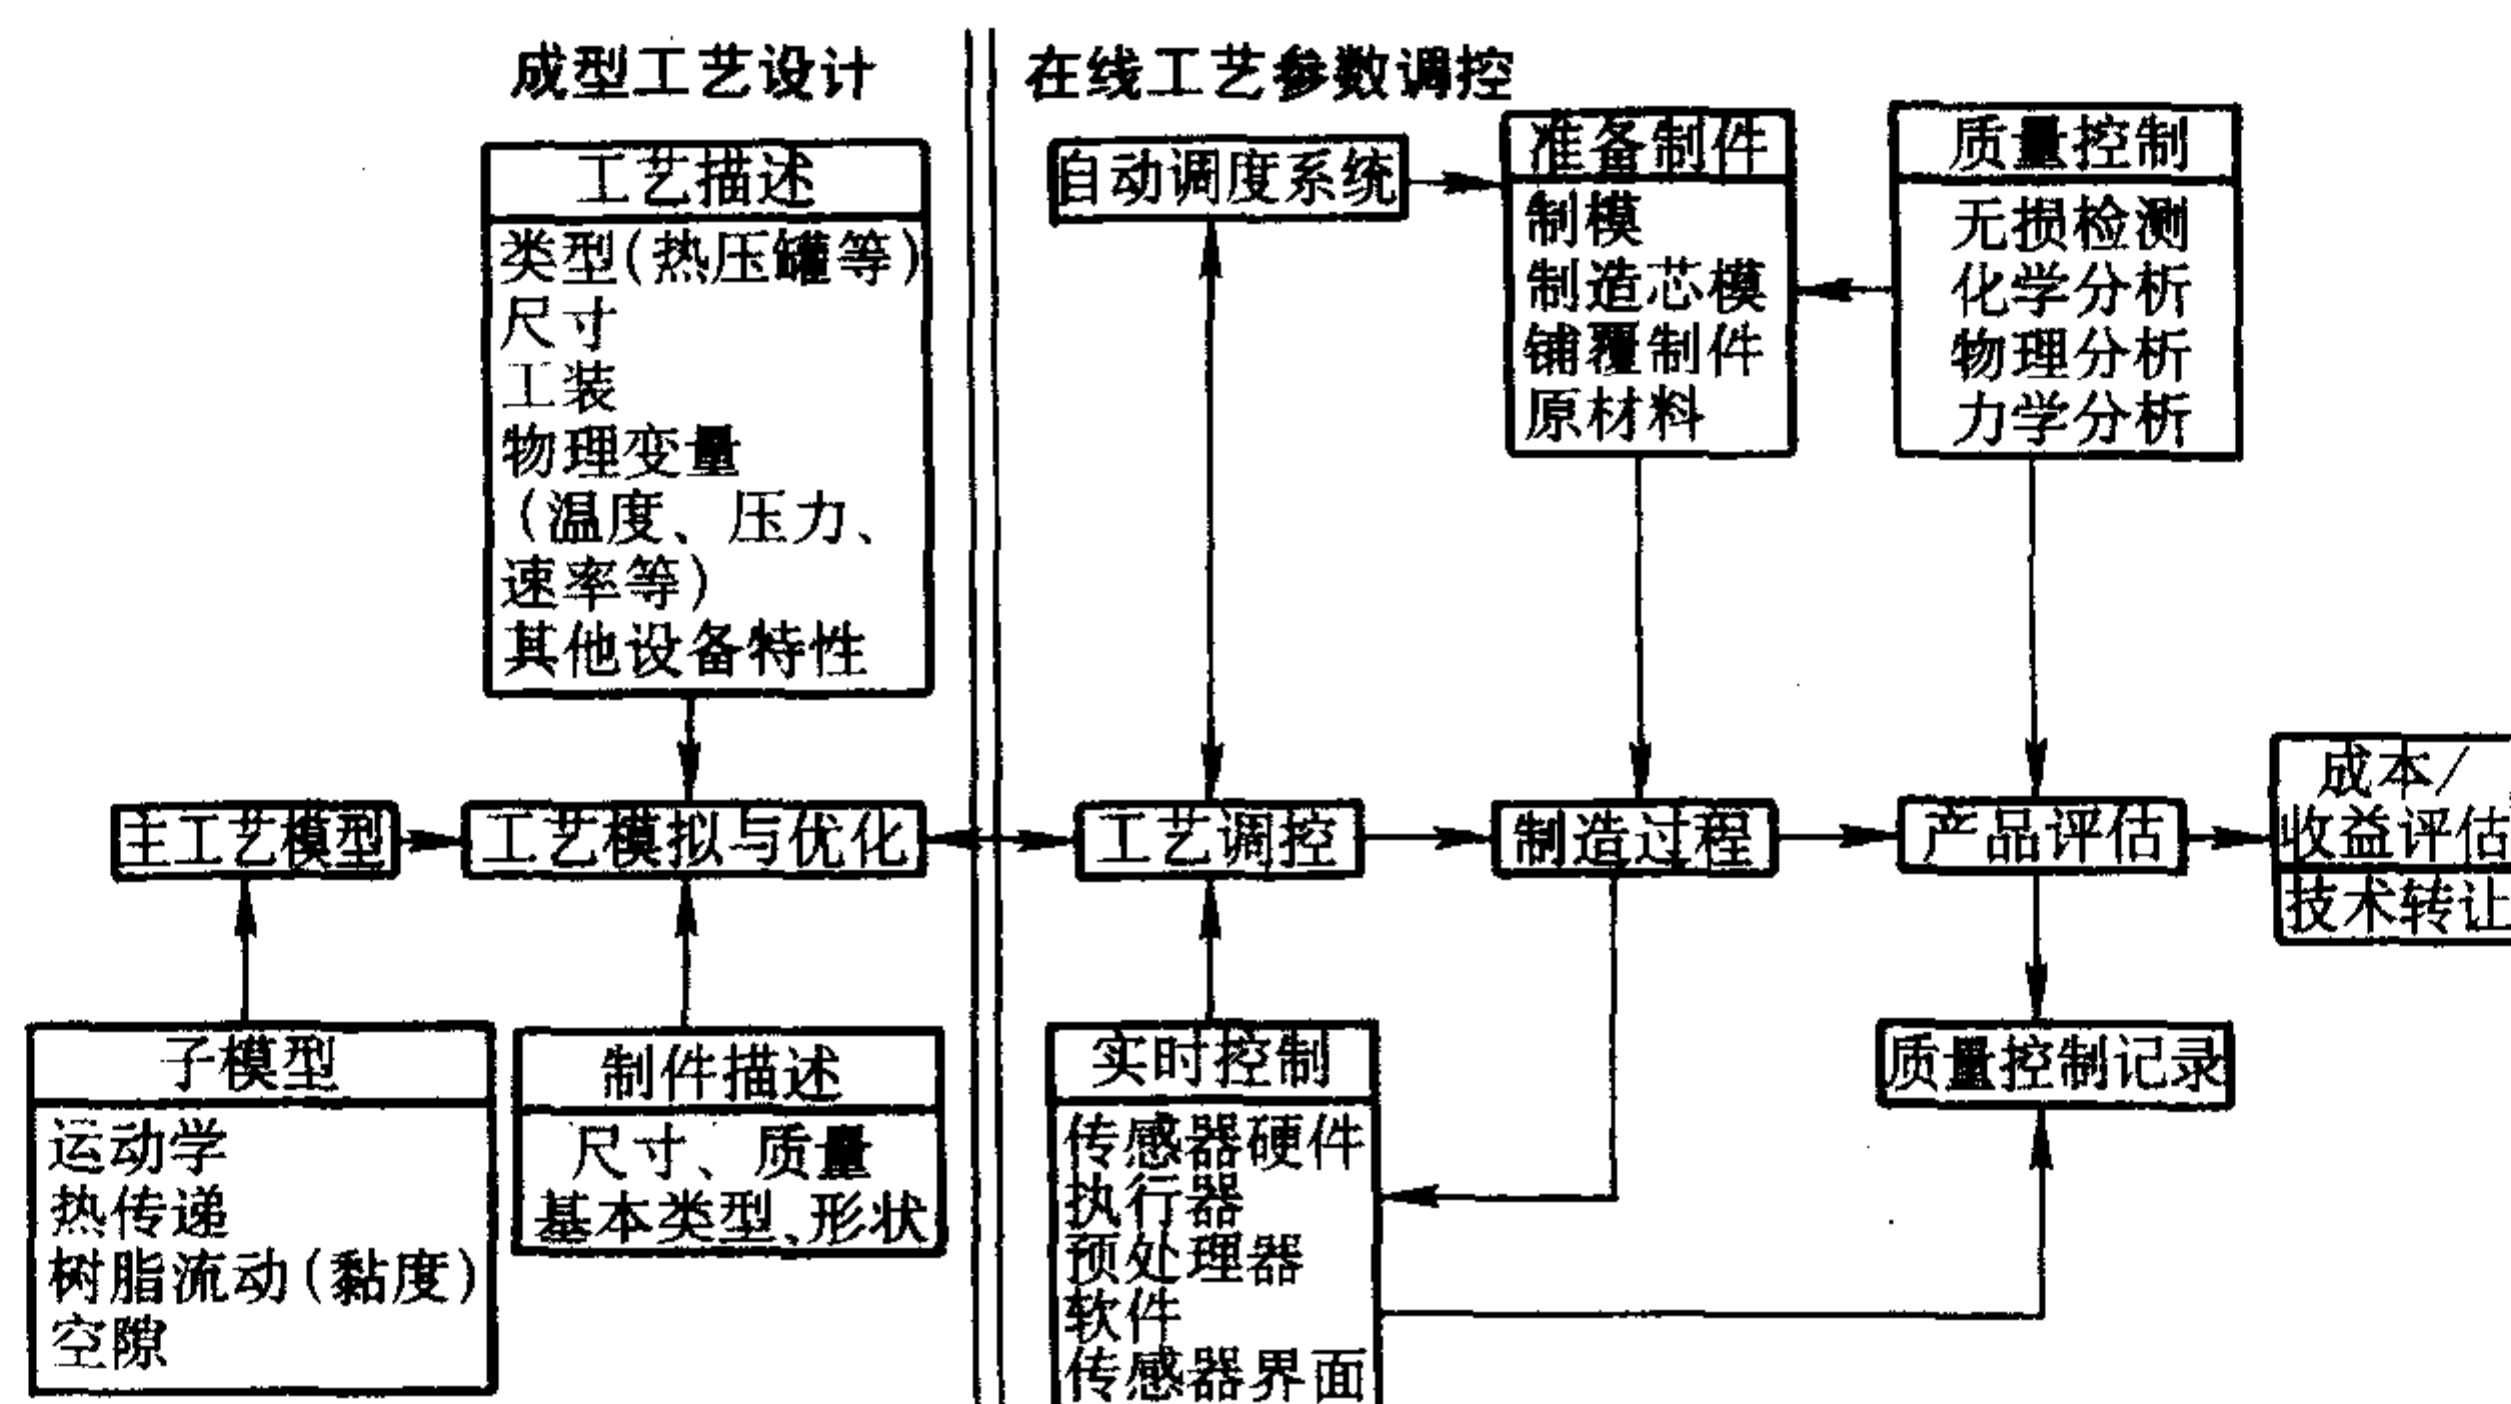 成型工艺设计
在线工艺参数调控
工艺描述
类型(热压罐等)
尺寸
工装
物理变量
(温度、压力、
速率等)
其他设备特性
主工艺模型
工艺模拟与优化
子模型
运动学
热传递
树脂流动(黏度)
空隙
制件描述
尺寸、质量
基本类型、形状
自动调度系统
准备制件
制模
制造芯模
铺覆制件
原材料
质量控制
无损检测
化学分析
物理分析
力学分析
工艺调控
制造过程
产品评估
成本/
收益评估
技术转让
实时控制
传感器硬件
执行器
预处理器
软件
传感器界面
质量控制记录